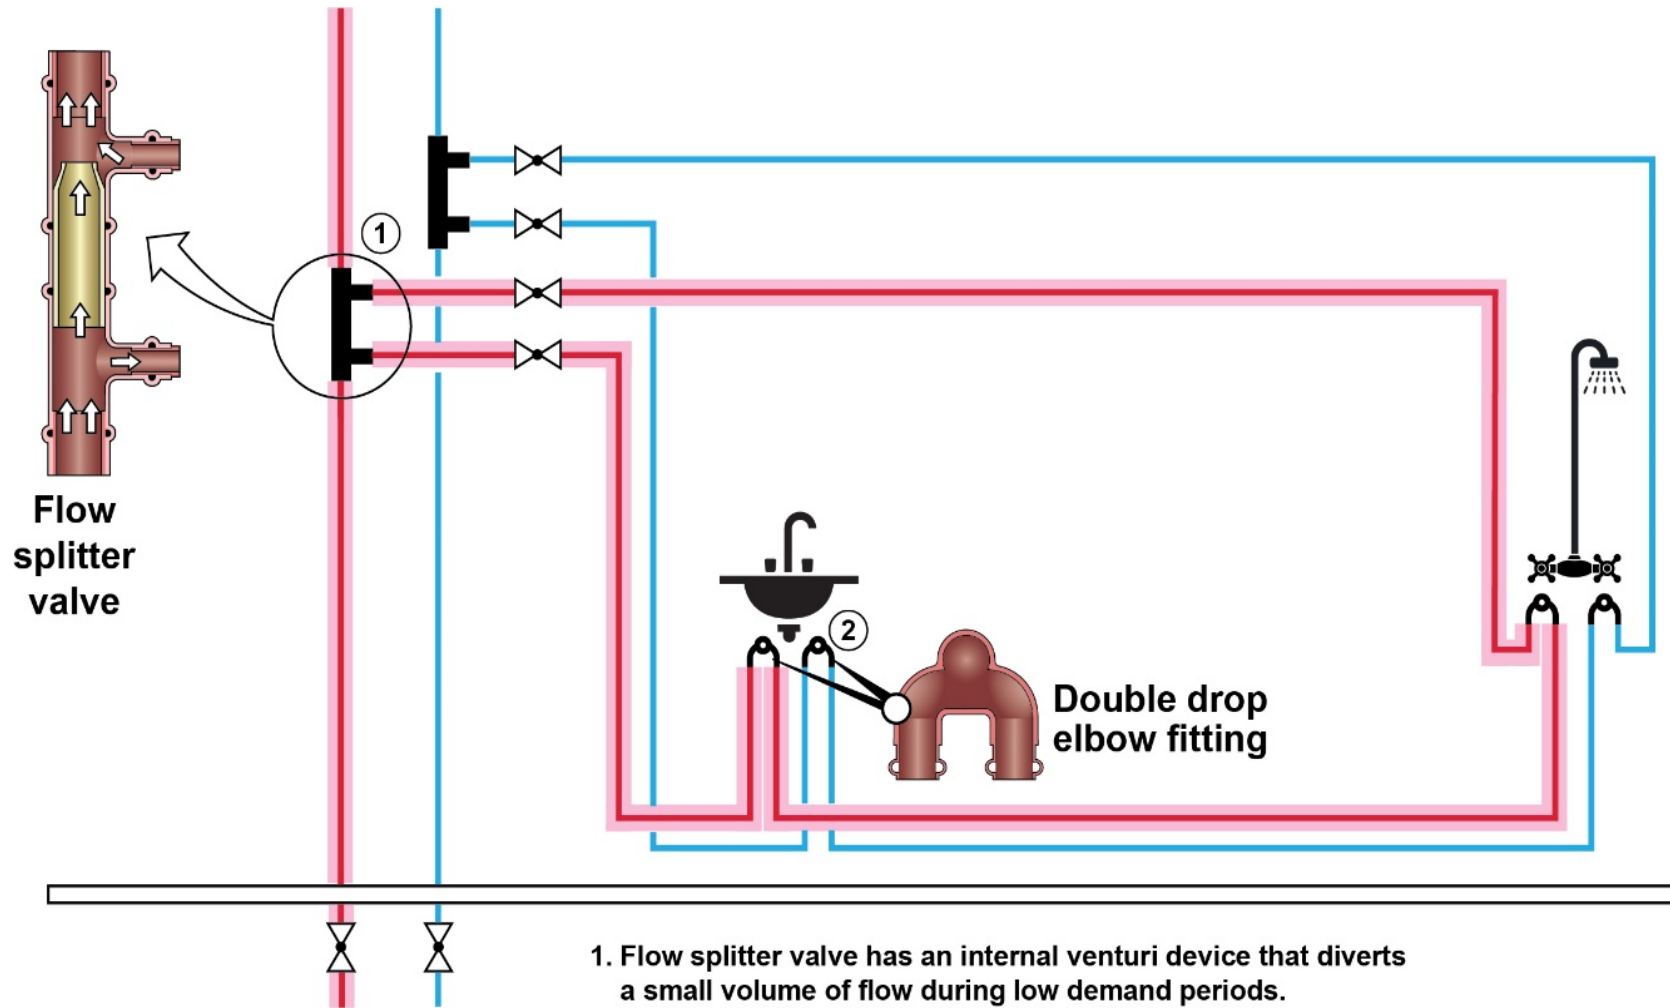 1
Flow
splitter
valve
2
Double drop
elbow fitting
1. Flow splitter valve has an internal venturi device that diverts
a small volume of flow during low demand periods.